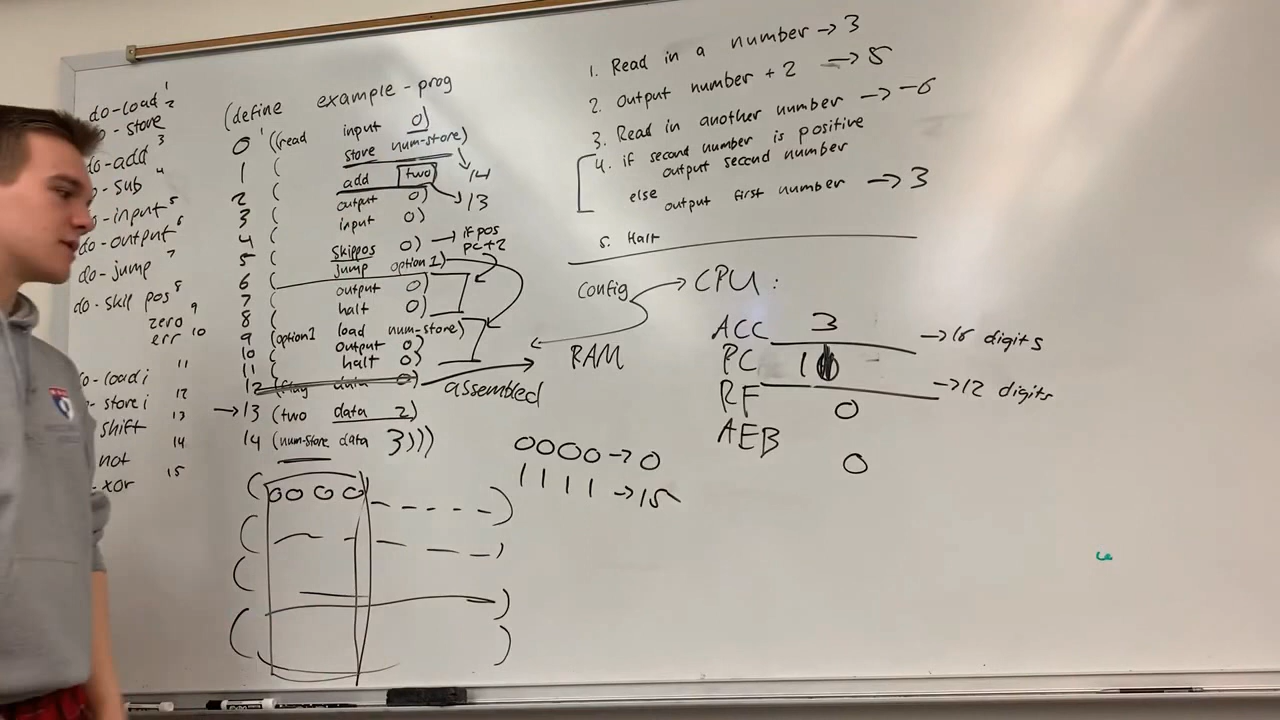 do-load 1
do-store 2
do-add 3
-sub 4
do-input 5
do-output 6
do-jump 7
do-skip pos 8
zero 9
err 10
11
do-loadi
-storei 12
shift 13
not 14
xor 15
(define example-prog
0 ((read input 0)
1 ( store num-store)
14
2 ( add two
13
3 ( output 0)
4 ( input 0)
5 ( skippos 0) → if pos pc+2
6 ( jump option1)
7 ( output 0)
8 ( halt 0)
9 (option1 load num-store)
10 ( output 0)
11 ( halt 0)
12 (flag data 0)
→13 (two data 2)
14 (num-store data 3)))
assembled
( 0000 - - - - )
1. Read in a number → 3
2. Output number + 2 → 5
3. Read in another number → -6
4. if second number is positive
output second number
else
output first number → 3
5. Halt
Config
CPU:
RAM
ACC 3 → 16 digits
PC 10
→ 12 digits
RF 0
AEB 0
0000 → 0
1111 → 15